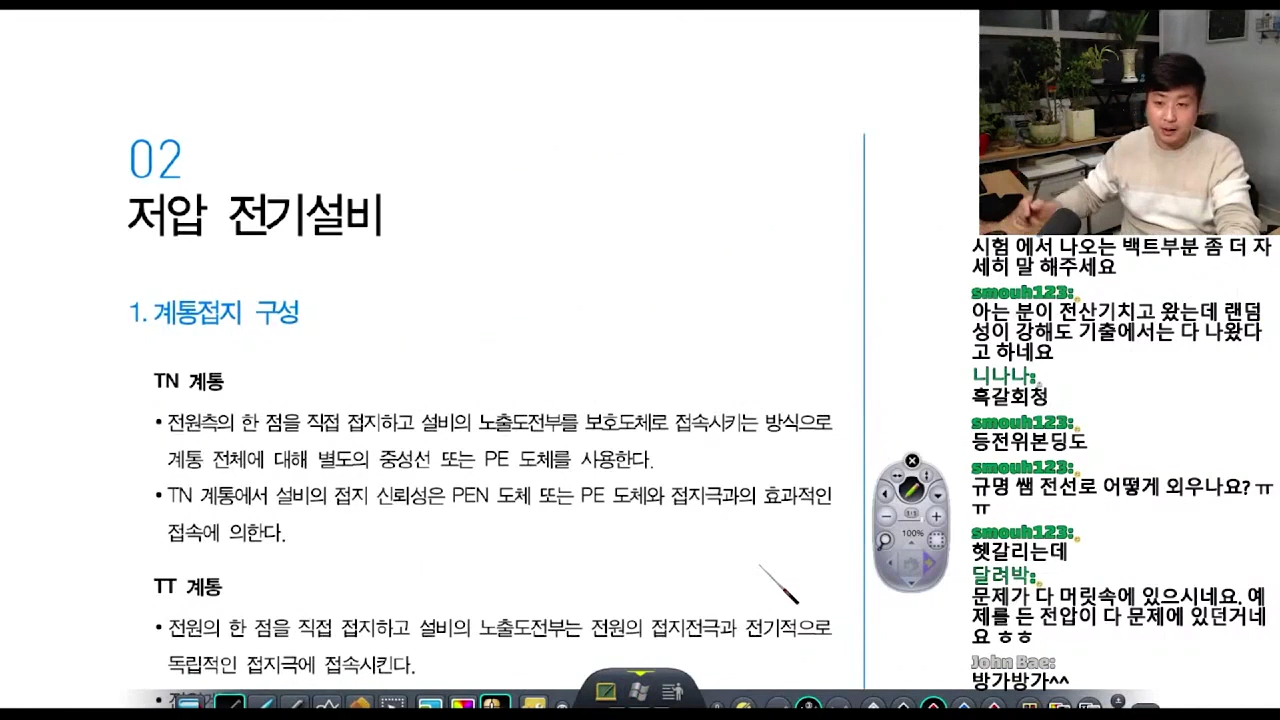 02
저압 전기설비
1. 계통접지 구성
TN 계통
• 전원측의 한 점을 직접 접지하고 설비의 노출도전부를 보호도체로 접속시키는 방식으로
계통 전체에 대해 별도의 중성선 또는 PE 도체를 사용한다.
• TN 계통에서 설비의 접지 신뢰성은 PEN 도체 또는 PE 도체와 접지극과의 효과적인
접속에 의한다.
TT 계통
• 전원의 한 점을 직접 접지하고 설비의 노출도전부는 전원의 접지전극과 전기적으로
독립적인 접지극에 접속시킨다.
100%
시험 에서 나오는 백트부분 좀 더 자
세히 말 해주세요
smouh123:
아는 분이 전산기치고 왔는데 랜덤
성이 강해도 기출에서는 다 나왔다
고 하네요
니나나:
흑갈회청
smouh123:
등전위본딩도
smouh123:
규명 쌤 전선로 어떻게 외우나요? ㅠ
ㅠ
smouh123:
헷갈리는데
달려박:
문제가 다 머릿속에 있으시네요. 예
제를 든 전압이 다 문제에 있던거네
요 ㅎㅎ
John Bae:
방가방가^^